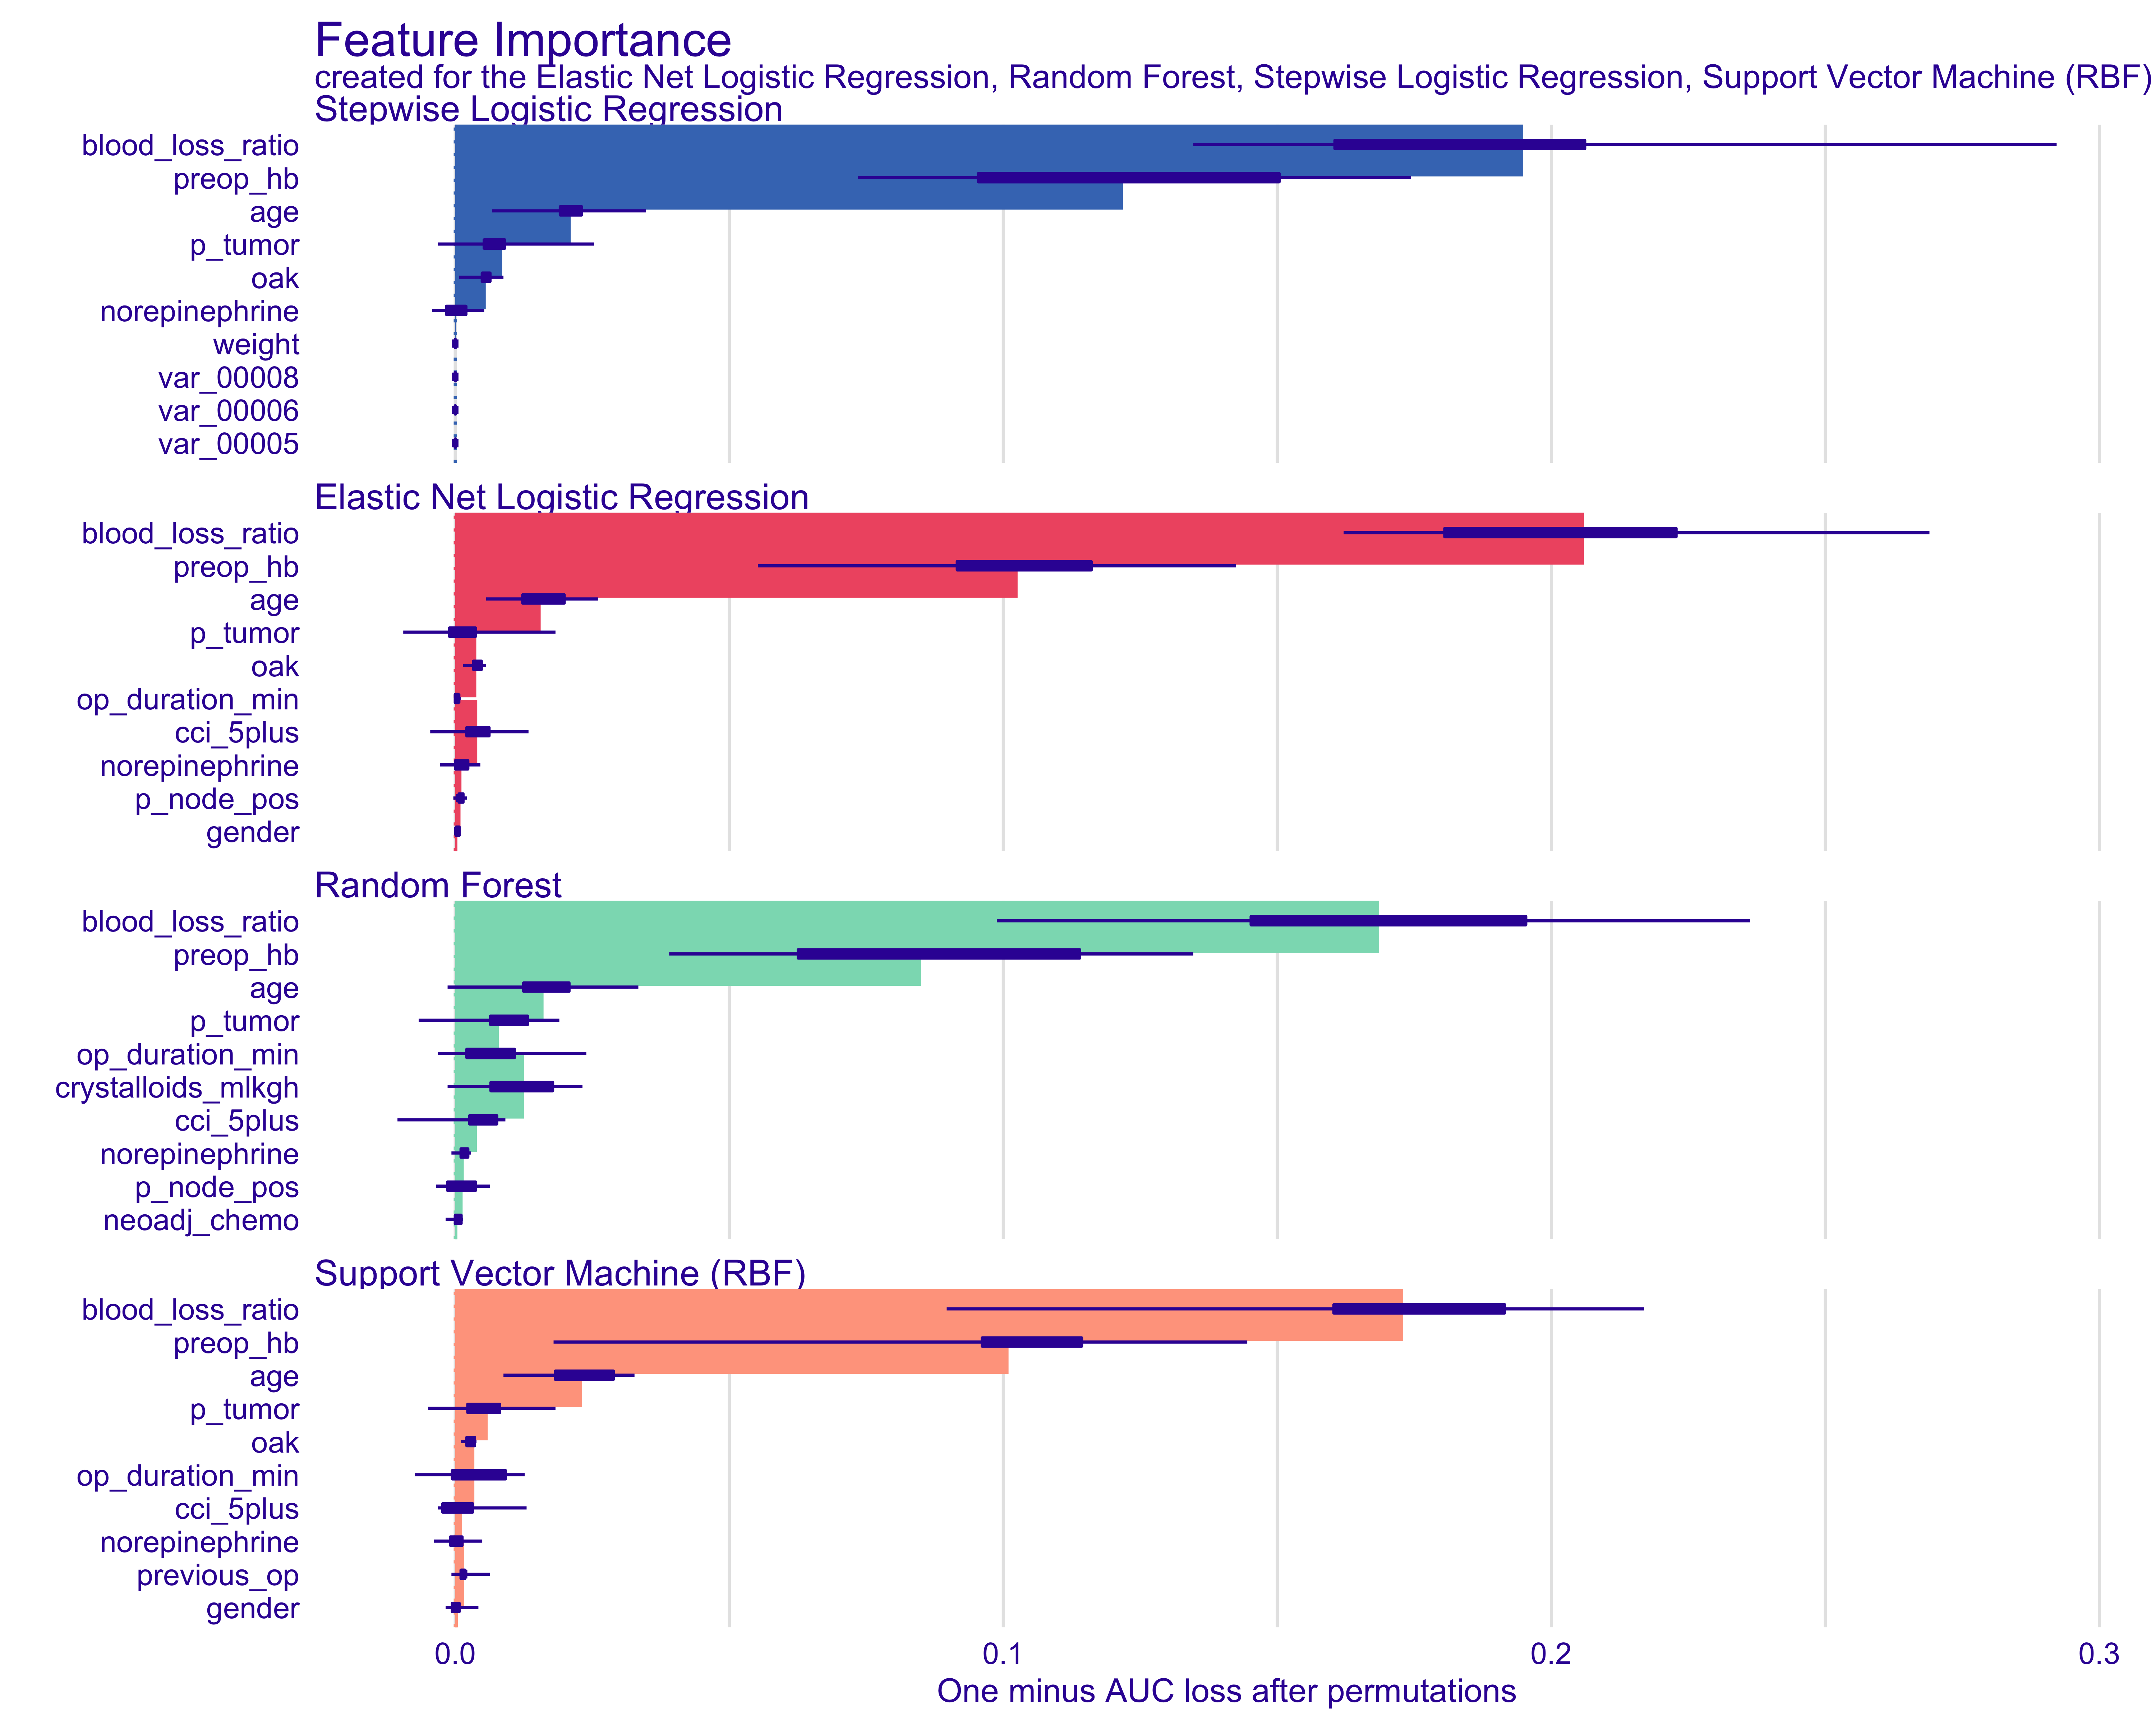 Feature Importance
created for the Elastic Net Logistic Regression, Random Forest, Stepwise Logistic Regression, Support Vector Machine (RBF)
Stepwise Logistic Regression
blood_loss_ratio
preop_hb
age
p_tumor
oak
norepinephrine
weight
var_00008
var_00006
var_00005
Elastic Net Logistic Regression
blood_loss_ratio
preop_hb
age
p_tumor
oak
op_duration_min
cci_5plus
norepinephrine
p_node_pos
gender
Random Forest
blood_loss_ratio
preop_hb
age
p_tumor
op_duration_min
crystalloids_mlkgh
cci_5plus
norepinephrine
p_node_pos
neoadj_chemo
Support Vector Machine (RBF)
blood_loss_ratio
preop_hb
age
p_tumor
oak
op_duration_min
cci_5plus
norepinephrine
previous_op
gender
0.0 0.1 0.2 0.3
One minus AUC loss after permutations